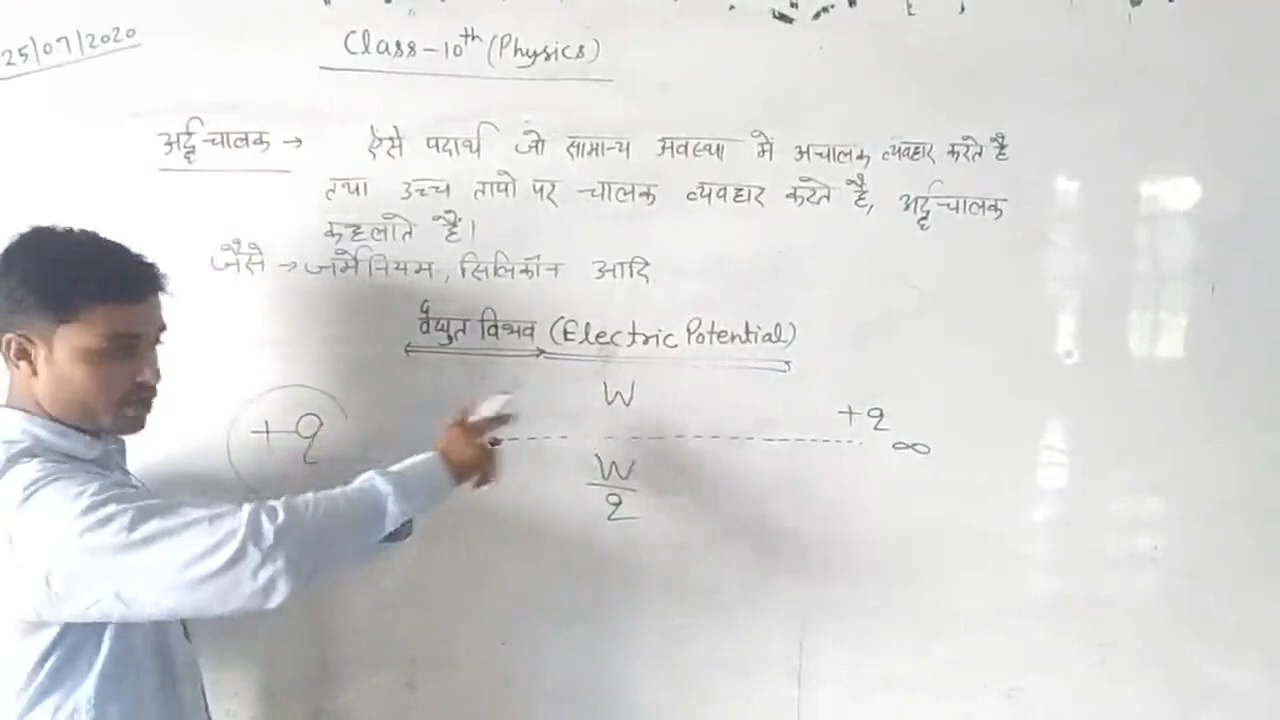 25/07/2020
Class-10th (Physics)
अर्द्धचालक → ऐसे पदार्थ जो सामान्य अवस्था में अचालक व्यवहार करते है
तथा उच्च तापो पर चालक व्यवहार करते है, अर्द्धचालक
कहलाते है।
जैसे → जर्मेनियम, सिलिकॉन आदि
वैद्युत विभव (Electric Potential)
W
+q
+q
∞
W
q